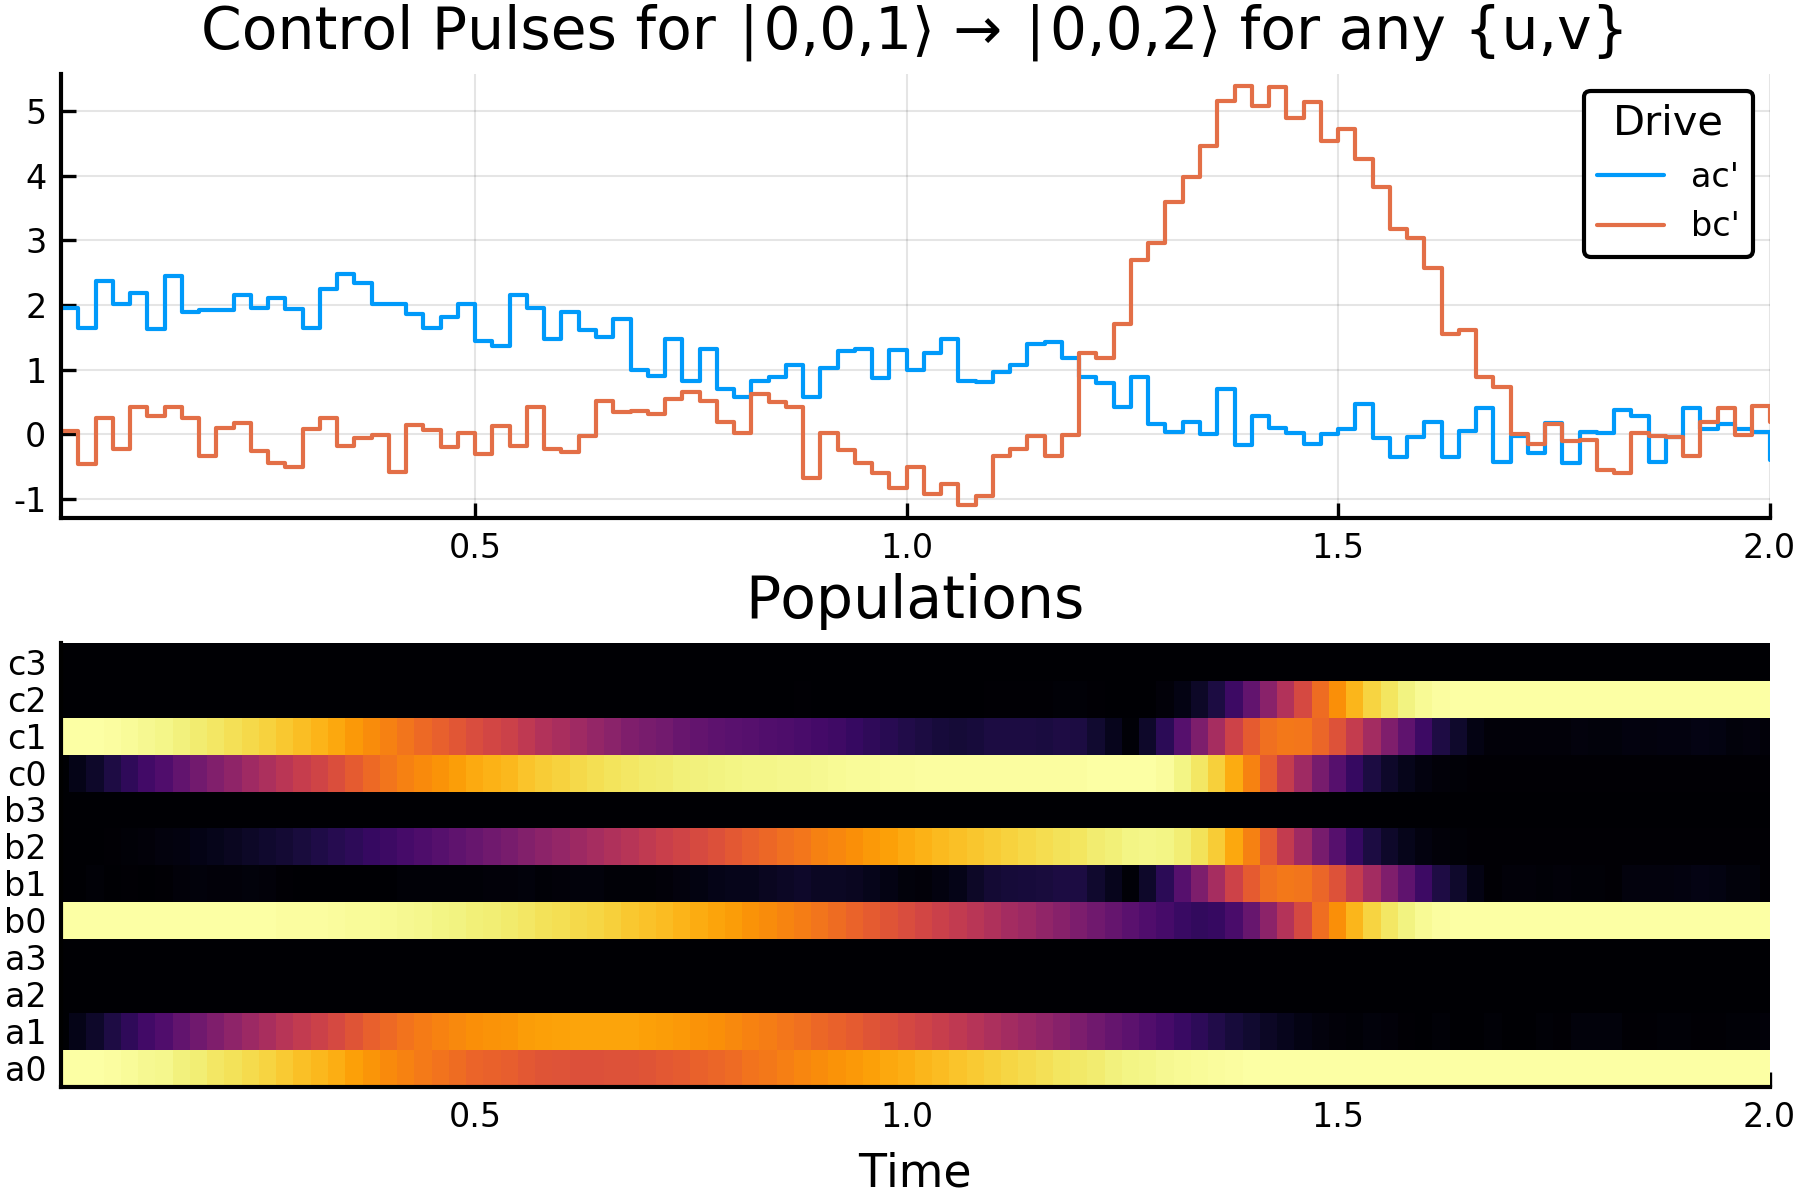 Control Pulses for |0,0,1⟩ → |0,0,2⟩ for any {u,v}
5
4
3
2
1
0
-1
Drive
ac'
bc'
0.5 1.0 1.5 2.0
Populations
c3
c2
c1
c0
b3
b2
b1
b0
a3
a2
a1
a0
0.5 1.0 1.5 2.0
Time